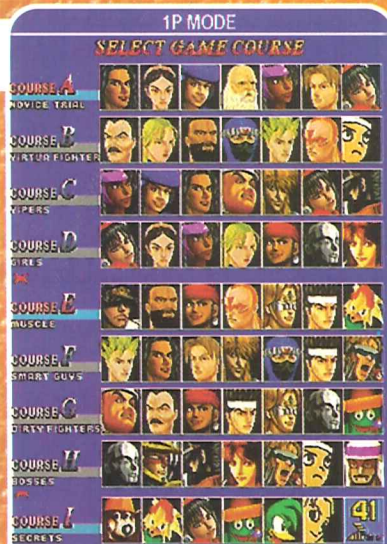 1P MODE
SELECT GAME COURSE
COURSE A
NOVICE TRIAL
COURSE B
VIRTUA FIGHTER
COURSE C
VIPERS
COURSE D
GIRLS
COURSE E
MUSCLE
COURSE F
SMART GUYS
COURSE G
DIRTY FIGHTERS
COURSE H
BOSSES
COURSE I
SECRETS
41